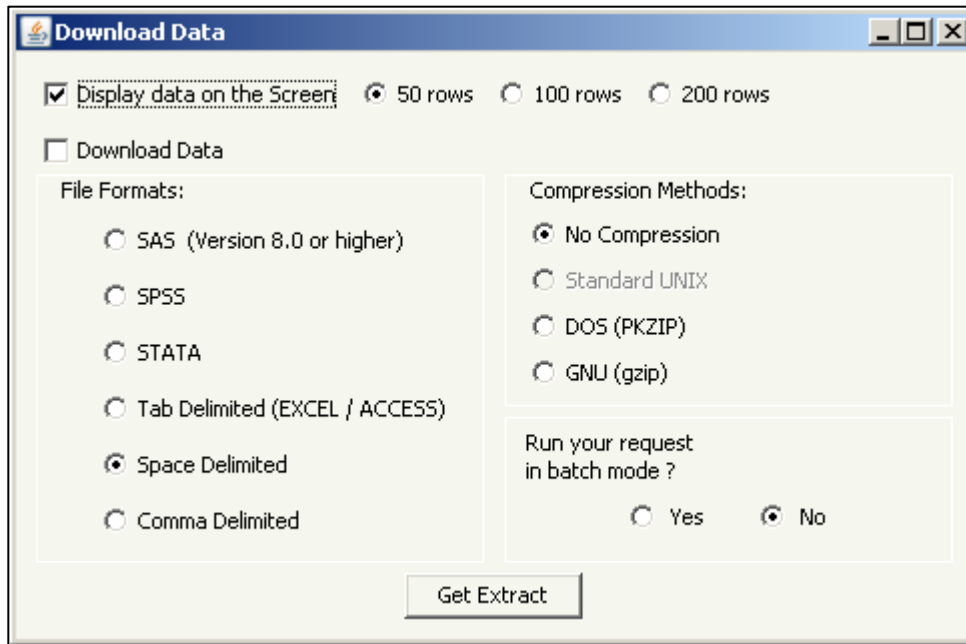 Download Data
Display data on the Screen 50 rows 100 rows 200 rows
Download Data
File Formats:
SAS (Version 8.0 or higher)
SPSS
STATA
Tab Delimited (EXCEL / ACCESS)
Space Delimited
Comma Delimited
Compression Methods:
No Compression
Standard UNIX
DOS (PKZIP)
GNU (gzip)
Run your request
in batch mode ?
Yes No
Get Extract